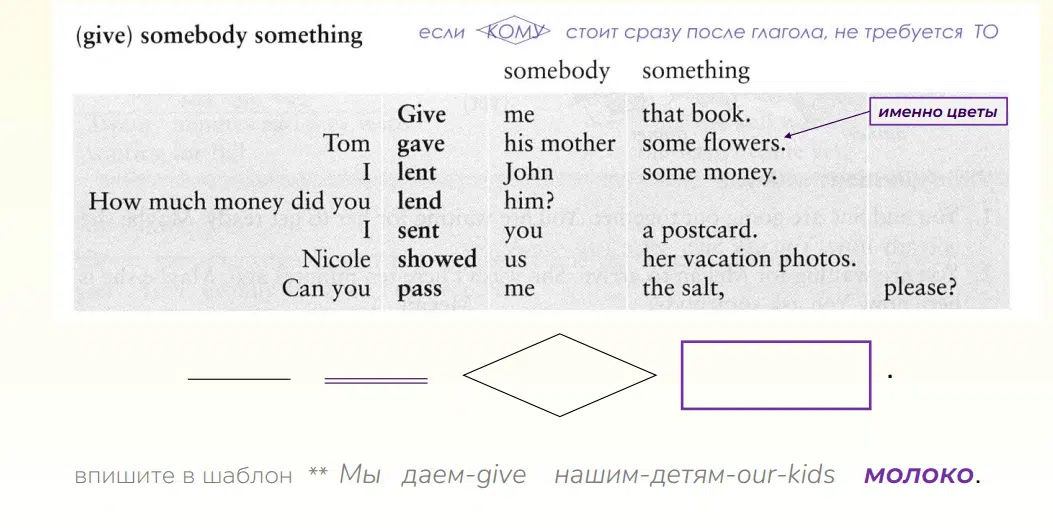 (give) somebody something если КОМУ стоит сразу после глагола, не требуется ТО
somebody something
Give me that book.
именно цветы
Tom gave his mother some flowers.
I lent John some money.
How much money did you lend him?
I sent you a postcard.
Nicole showed us her vacation photos.
Can you pass me the salt, please?
.
впишите в шаблон ** Мы даем-give нашим-детям-our-kids молоко.